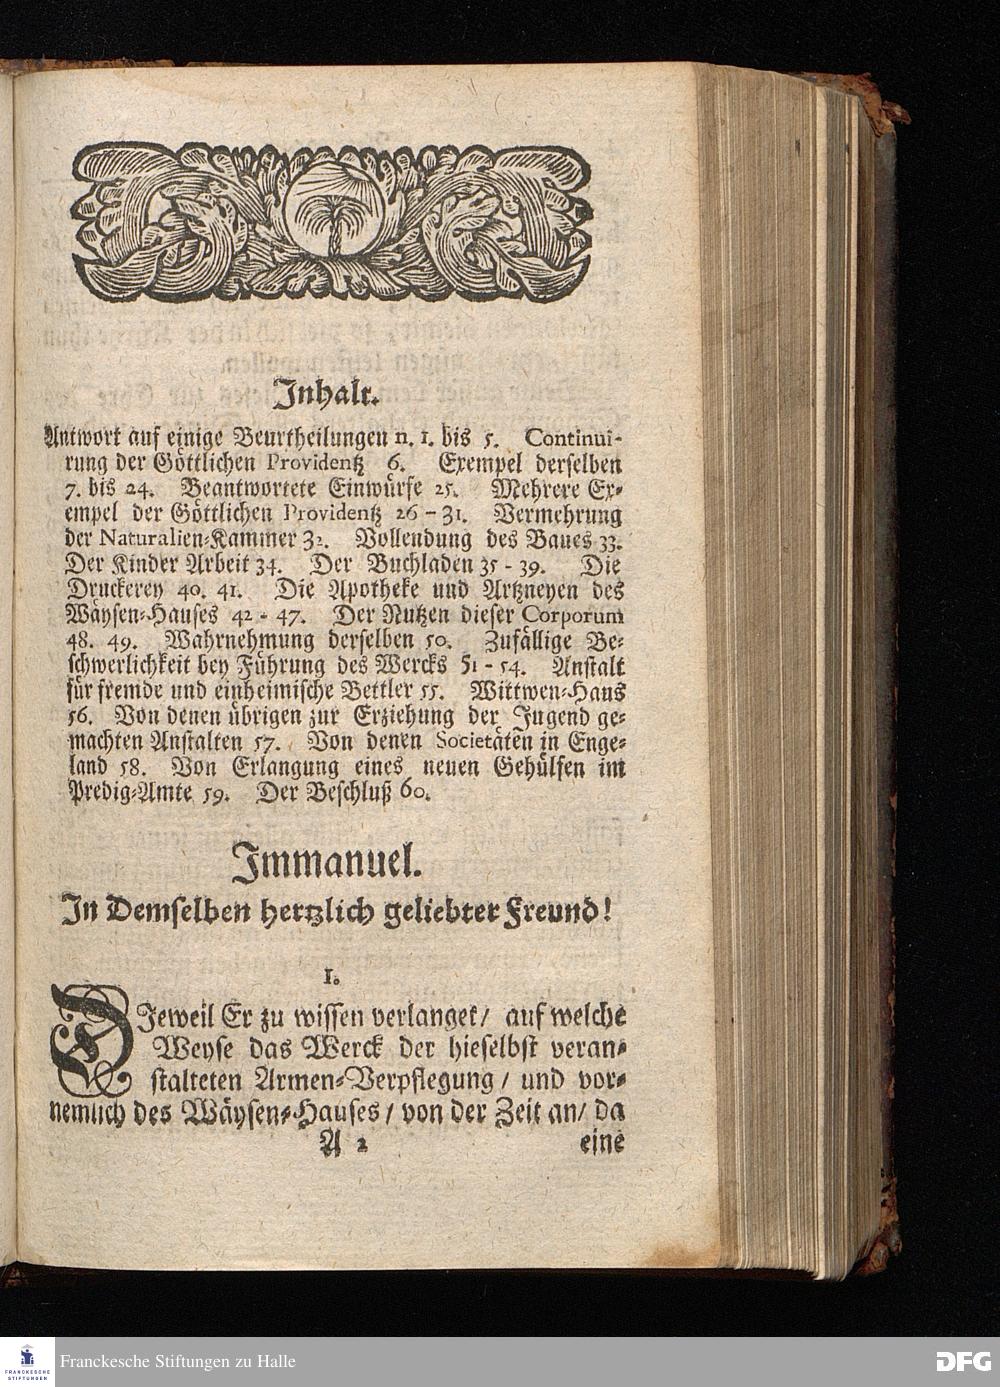 Inhalt.
Antwort auf einige Beurtheilungen n. 1. bis 5. Continui-
rung der Göttlichen Providentz 6. Exempel derselben
7. bis 24. Beantwortete Einwürfe 25. Mehrere Ex-
empel der Göttlichen Providentz 26 - 31. Vermehrung
der Naturalien-Kammer 32. Vollendung des Baues 33.
Der Kinder Arbeit 34. Der Buchladen 35 - 39. Die
Druckerey 40. 41. Die Apotheke und Artzneyen des
Wäysen-Hauses 42 - 47. Der Nutzen dieser Corporum
48. 49. Wahrnehmung derselben 50. Zufällige Be-
schwerlichkeit bey Führung des Wercks 51 - 54. Anstalt
für fremde und einheimische Bettler 55. Wittwen-Haus
56. Von denen übrigen zur Erziehung der Jugend ge-
machten Anstalten 57. Von denen Societäten in Enge-
land 58. Von Erlangung eines neuen Gehülfen im
Predig-Amte 59. Der Beschluß 60.
Immanuel.
In Demselben hertzlich geliebter Freund!
1.
DIeweil Er zu wissen verlanget / auf welche
Weyse das Werck der hieselbst veran-
stalteten Armen-Verpflegung / und vor-
nemlich des Wäysen-Hauses / von der Zeit an / da
A 2 eine
FRANCKESCHE
STIFTUNGEN
Franckesche Stiftungen zu Halle
DFG